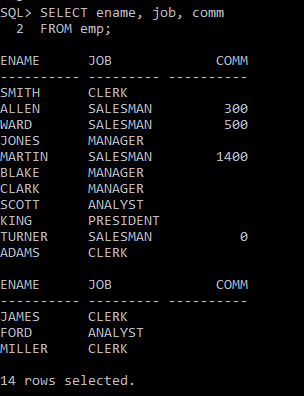 SQL> SELECT ename, job, comm
  2  FROM emp;

ENAME      JOB             COMM
---------- --------- ----------
SMITH      CLERK
ALLEN      SALESMAN         300
WARD       SALESMAN         500
JONES      MANAGER
MARTIN     SALESMAN        1400
BLAKE      MANAGER
CLARK      MANAGER
SCOTT      ANALYST
KING       PRESIDENT
TURNER     SALESMAN           0
ADAMS      CLERK

ENAME      JOB             COMM
---------- --------- ----------
JAMES      CLERK
FORD       ANALYST
MILLER     CLERK

14 rows selected.